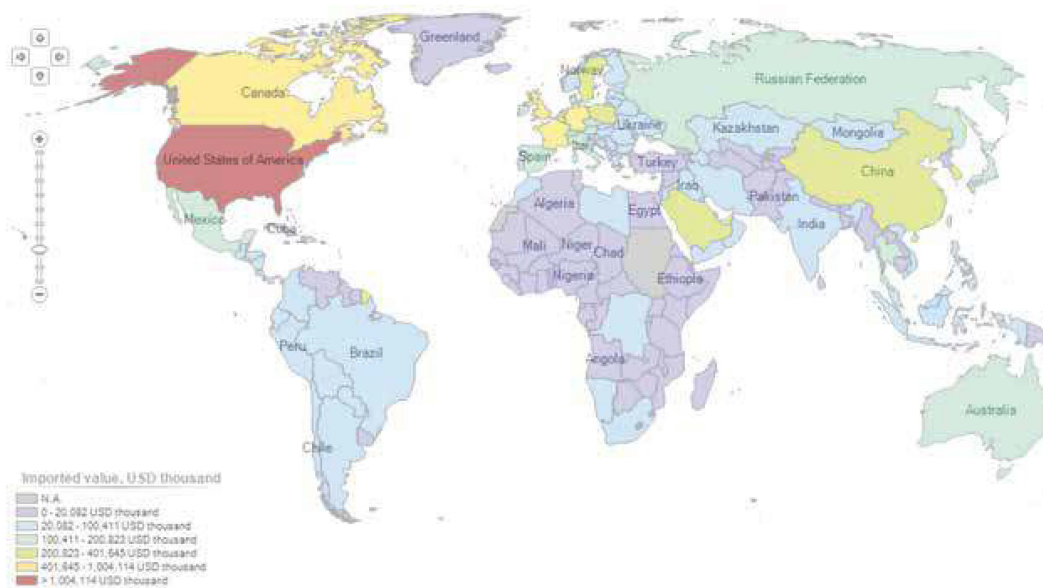 Greenland
Norway
Russian Federation
Canada
Ukraine
Kazakhstan
Mongolia
United States of America
Spain
Turkey
China
Iraq
Pakistan
Mexico
Algeria
Egypt
India
Cuba
Mali
Niger
Chad
Nigeria
Ethiopia
Peru
Brazil
Angola
Australia
Chile
Imported value, USD thousand
N.A.
0 - 20,082 USD thousand
20,082 - 100,411 USD thousand
100,411 - 200,823 USD thousand
200,823 - 401,645 USD thousand
401,645 - 1,004,114 USD thousand
> 1,004,114 USD thousand